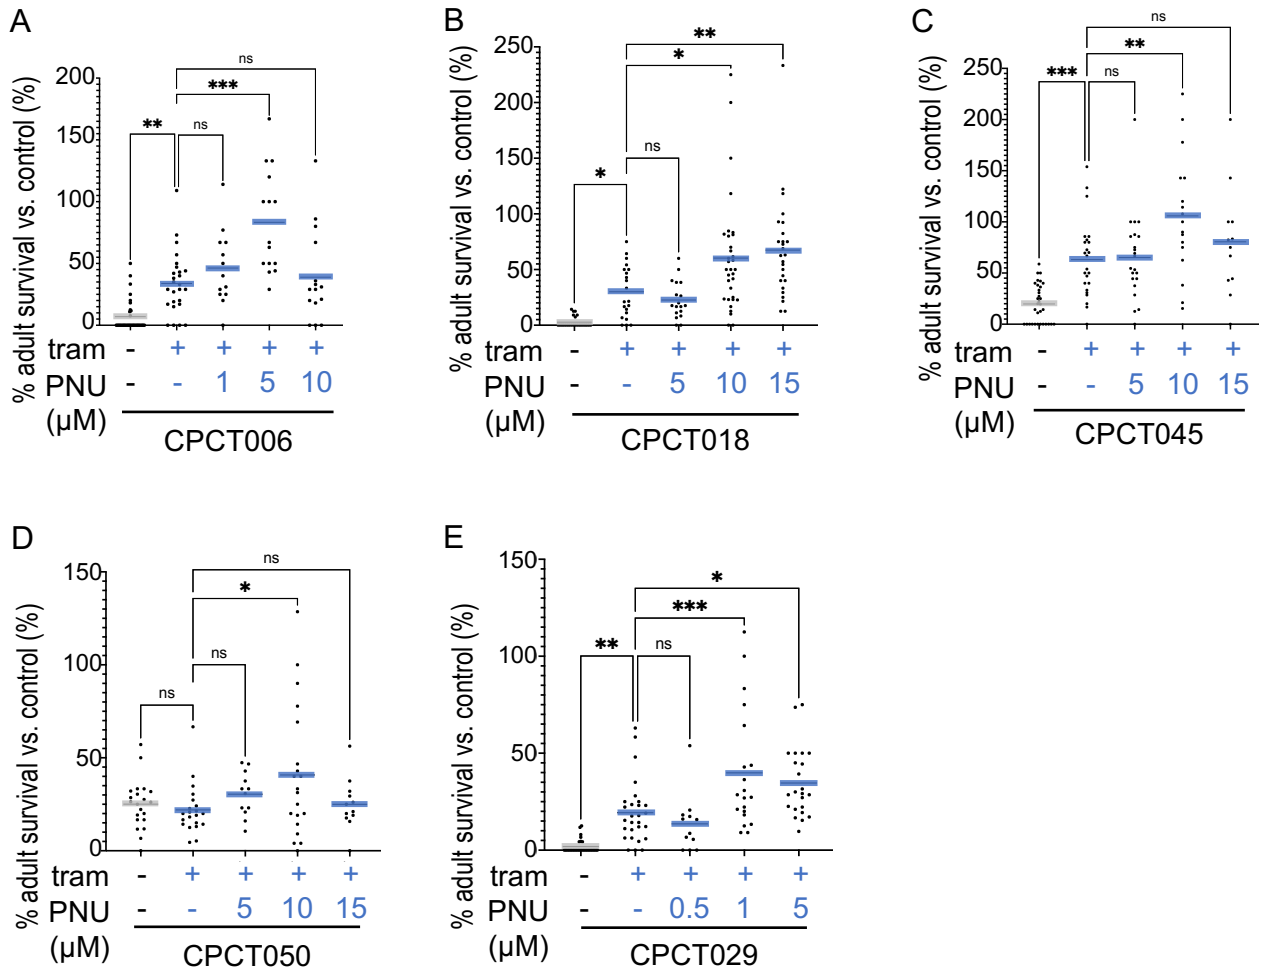 A
% adult survival vs. control (%)
200
150
100
50
0
ns
***
**
ns
tram - + + + +
PNU - - 1 5 10
(µM)
CPCT006
B
% adult survival vs. control (%)
250
200
150
100
50
0
**
*
ns
*
tram - + + + +
PNU - - 5 10 15
(µM)
CPCT018
C
% adult survival vs. control (%)
250
200
150
100
50
0
ns
**
*** ns
tram - + + + +
PNU - - 5 10 15
(µM)
CPCT045
D
% adult survival vs. control (%)
150
100
50
0
ns
*
ns
ns
tram - + + + +
PNU - - 5 10 15
(µM)
CPCT050
E
% adult survival vs. control (%)
150
100
50
0
*
***
** ns
tram - + + + +
PNU - - 0.5 1 5
(µM)
CPCT029